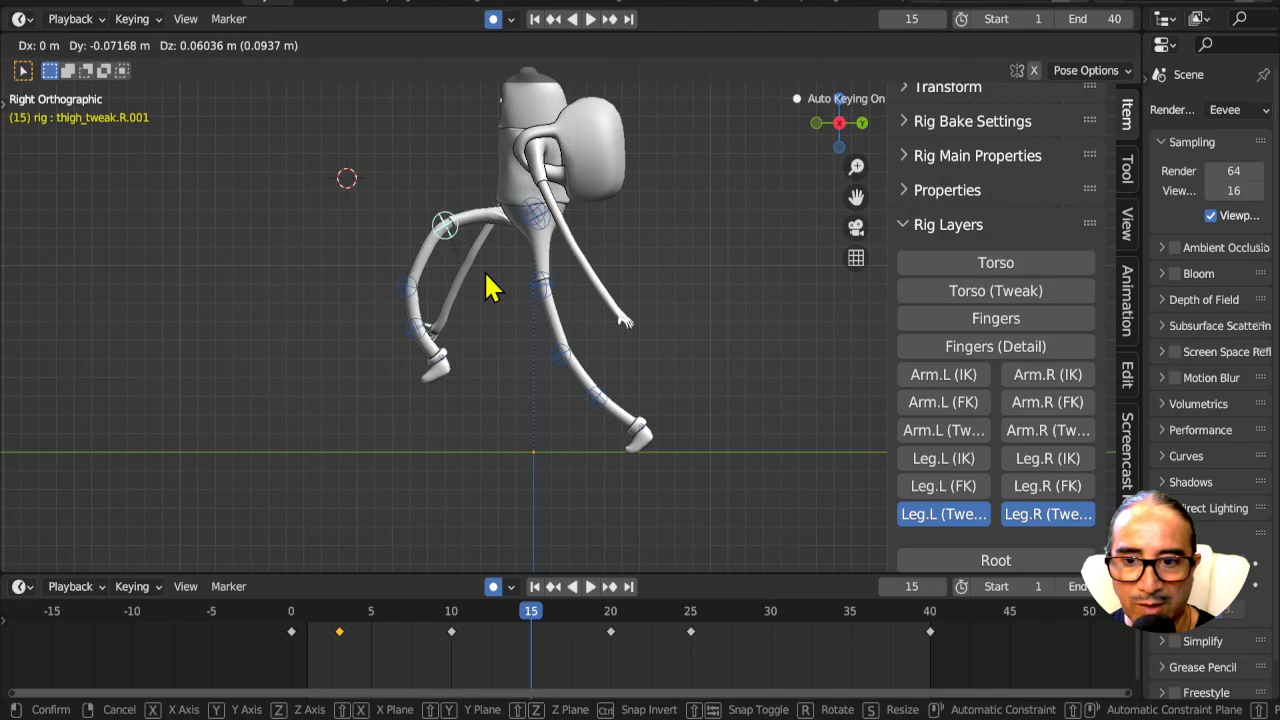 Playback Keying View Marker 15 Start 1 End 40
Dx: 0 m Dy: -0.07168 m Dz: 0.06036 m (0.0937 m)
X Pose Options
Right Orthographic
(15) rig : thigh_tweak.R.001
Auto Keying On
X Y
Transform
Rig Bake Settings
Rig Main Properties
Properties
Rig Layers
Torso
Torso (Tweak)
Fingers
Fingers (Detail)
Arm.L (IK) Arm.R (IK)
Arm.L (FK) Arm.R (FK)
Arm.L (Tw... Arm.R (Tw...
Leg.L (IK) Leg.R (IK)
Leg.L (FK) Leg.R (FK)
Leg.L (Twe... Leg.R (Twe...
Root
Item
Tool
View
Animation
Edit
Screencast
Scene
Render... Eevee
Sampling
Render 64
View... 16
Viewp...
Ambient Occlusio
Bloom
Depth of Field
Subsurface Scatterin
Screen Space Refl
Motion Blur
Volumetrics
Performance
Curves
Shadows
direct Lighting
Simplify
Grease Pencil
Freestyle
Playback Keying View Marker 15 Start 1 End
-15 -10 -5 0 5 10 15 20 25 30 35 40 45 50
Confirm Cancel X X Axis Y Y Axis Z Z Axis X X Plane Y Y Plane Z Z Plane Ctrl Snap Invert Snap Toggle R Rotate S Resize Automatic Constraint Automatic Constraint Plane